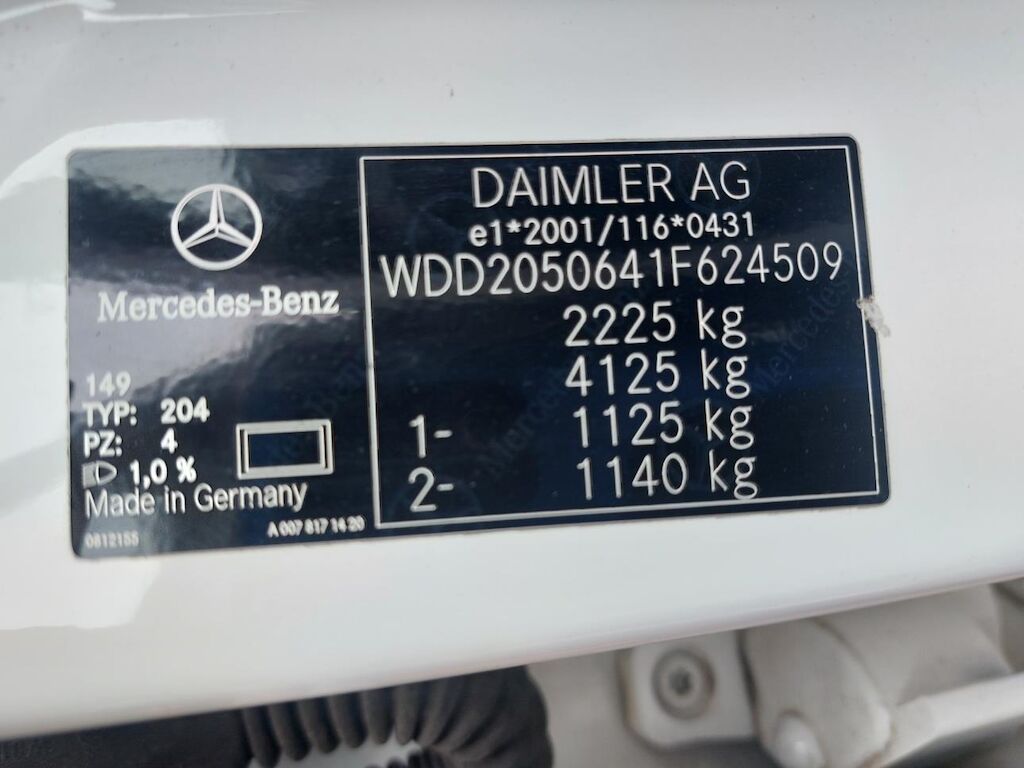 Mercedes-Benz
149
TYP: 204
PZ: 4
1,0 %
Made in Germany
0812155
A 007 817 14 20
DAIMLER AG
e1*2001/116*0431
WDD2050641F624509
2225 kg
4125 kg
1- 1125 kg
2- 1140 kg